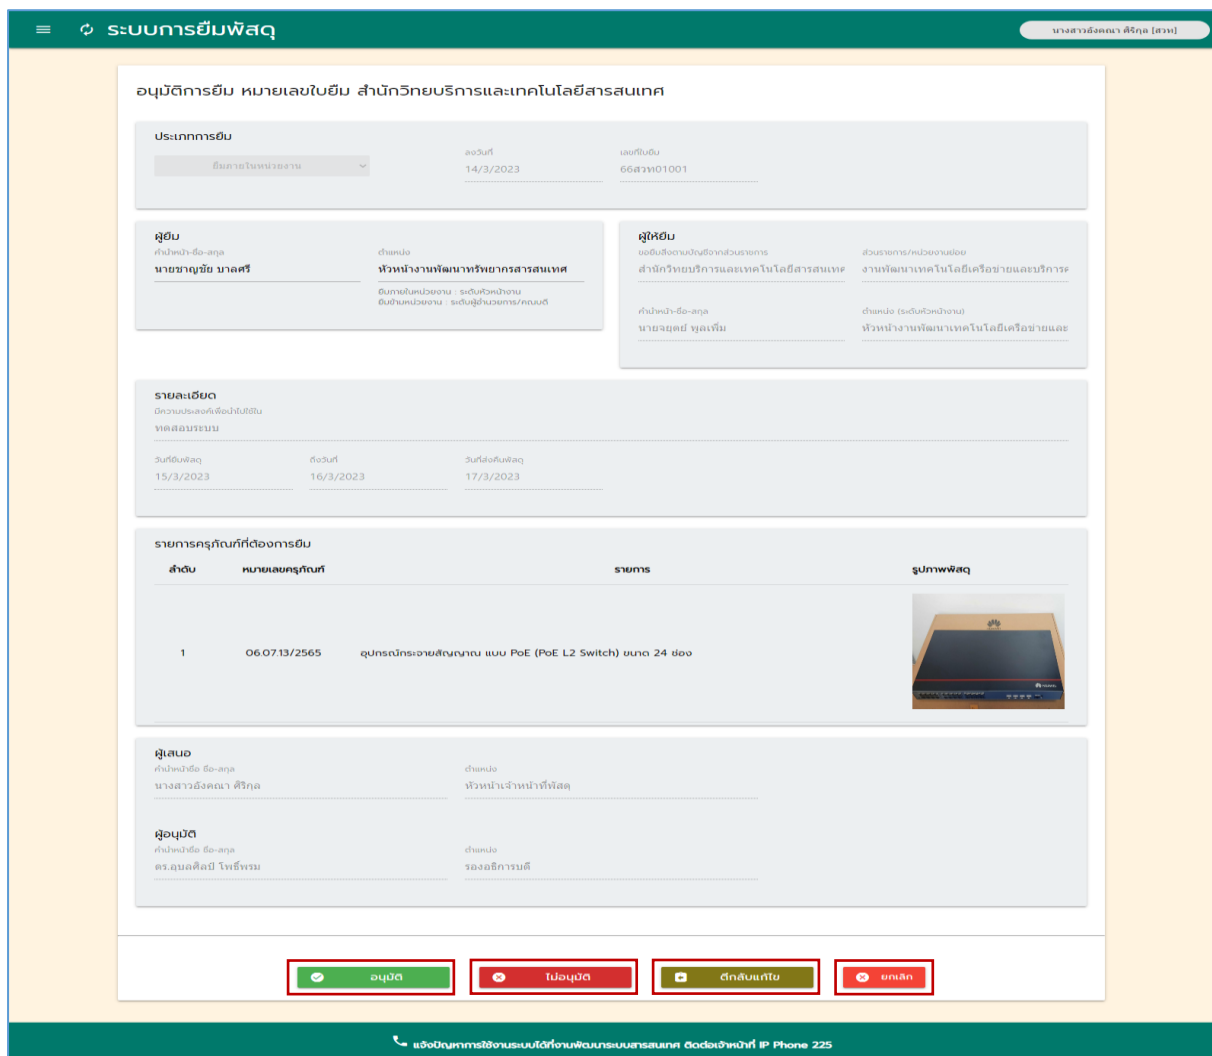 ระบบการยืมพัสดุ
นางสาวอังคณา ศิริกุล [สวท]
อนุมัติการยืม หมายเลขใบยืม สำนักวิทยบริการและเทคโนโลยีสารสนเทศ
ประเภทการยืม
ยืมภายในหน่วยงาน
ลงวันที่ เลขที่ใบยืม
14/3/2023 66สวท01001
ผู้ยืม
คำนำหน้า-ชื่อ-สกุล ตำแหน่ง
นายชาญชัย บาลศรี หัวหน้างานพัฒนาทรัพยากรสารสนเทศ
ยืมภายในหน่วยงาน : ระดับหัวหน้างาน
ยืมข้ามหน่วยงาน : ระดับผู้อำนวยการ/คณบดี
ผู้ให้ยืม
ขอยืมสิ่งตามบัญชีจากส่วนราชการ ส่วนราชการ/หน่วยงานย่อย
สำนักวิทยบริการและเทคโนโลยีสารสนเทศ งานพัฒนาเทคโนโลยีเครือข่ายและบริการ
คำนำหน้า-ชื่อ-สกุล ตำแหน่ง (ระดับหัวหน้างาน)
นายจยุตย์ พูลเพิ่ม หัวหน้างานพัฒนาเทคโนโลยีเครือข่ายและ
รายละเอียด
มีความประสงค์เพื่อนำไปใช้ใน
ทดสอบระบบ
วันที่ยืมพัสดุ ถึงวันที่ วันที่ส่งคืนพัสดุ
15/3/2023 16/3/2023 17/3/2023
รายการครุภัณฑ์ที่ต้องการยืม
ลำดับ หมายเลขครุภัณฑ์ รายการ รูปภาพพัสดุ
1 06.07.13/2565 อุปกรณ์กระจายสัญญาณ แบบ PoE (PoE L2 Switch) ขนาด 24 ช่อง
ผู้เสนอ
คำนำหน้าชื่อ ชื่อ-สกุล ตำแหน่ง
นางสาวอังคณา ศิริกุล หัวหน้าเจ้าหน้าที่พัสดุ
ผู้อนุมัติ
คำนำหน้าชื่อ ชื่อ-สกุล ตำแหน่ง
ดร.อุบลศิลป์ โพธิ์พรม รองอธิการบดี
อนุมัติ ไม่อนุมัติ ตีกลับแก้ไข ยกเลิก
แจ้งปัญหาการใช้งานระบบได้ที่งานพัฒนาระบบสารสนเทศ ติดต่อเจ้าหน้าที่ IP Phone 225